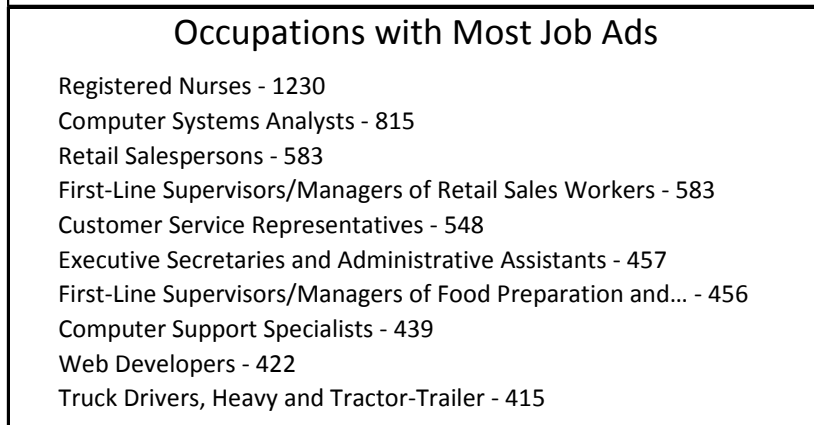 Occupations with Most Job Ads
Registered Nurses - 1230
Computer Systems Analysts - 815
Retail Salespersons - 583
First-Line Supervisors/Managers of Retail Sales Workers - 583
Customer Service Representatives - 548
Executive Secretaries and Administrative Assistants - 457
First-Line Supervisors/Managers of Food Preparation and… - 456
Computer Support Specialists - 439
Web Developers - 422
Truck Drivers, Heavy and Tractor-Trailer - 415